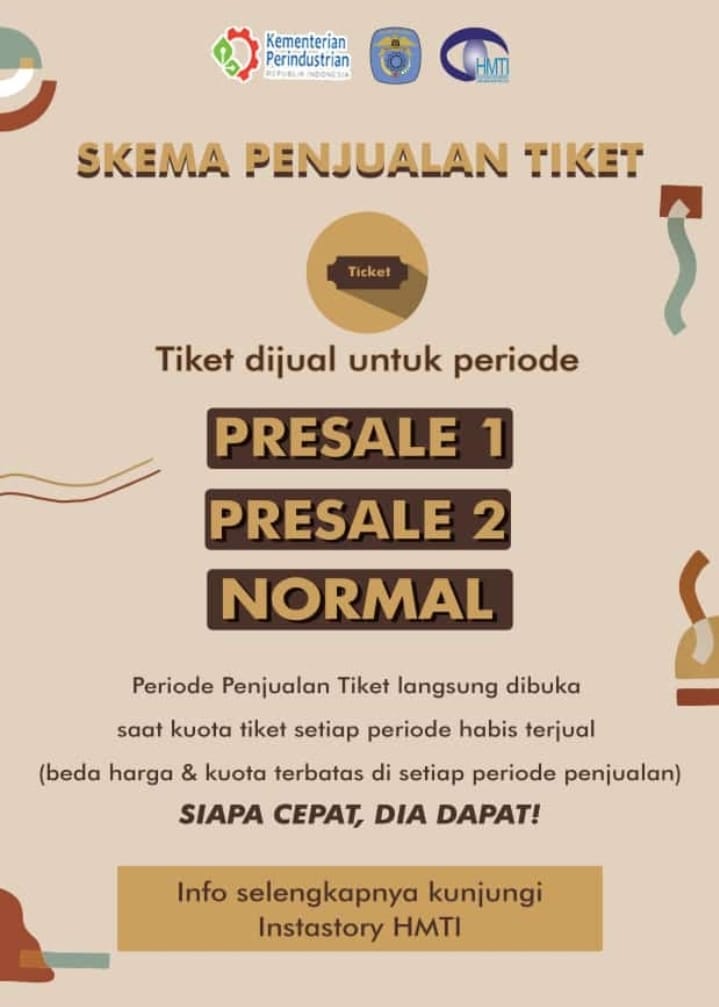 Kementerian
Perindustrian
REPUBLIK INDONESIA
HMTI
SKEMA PENJUALAN TIKET
Ticket
Tiket dijual untuk periode
PRESALE 1
PRESALE 2
NORMAL
Periode Penjualan Tiket langsung dibuka
saat kuota tiket setiap periode habis terjual
(beda harga & kuota terbatas di setiap periode penjualan)
SIAPA CEPAT, DIA DAPAT!
Info selengkapnya kunjungi
Instastory HMTI